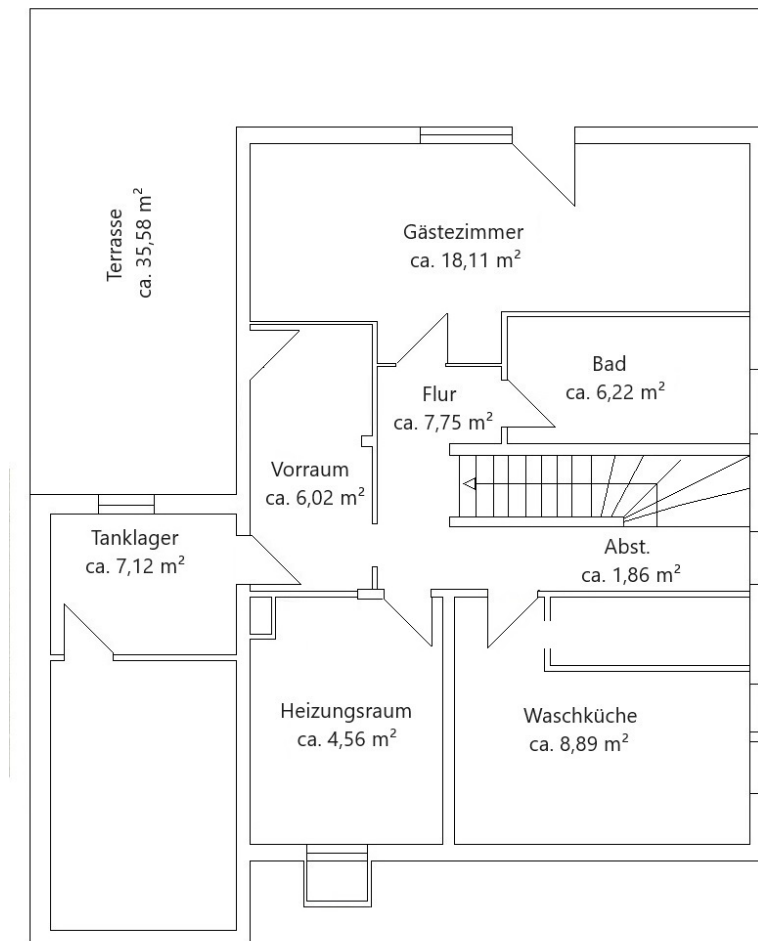 Terrasse
ca. 35,58 m²
Gästezimmer
ca. 18,11 m²
Bad
ca. 6,22 m²
Flur
ca. 7,75 m²
Vorraum
ca. 6,02 m²
Tanklager
ca. 7,12 m²
Abst.
ca. 1,86 m²
Heizungsraum
ca. 4,56 m²
Waschküche
ca. 8,89 m²